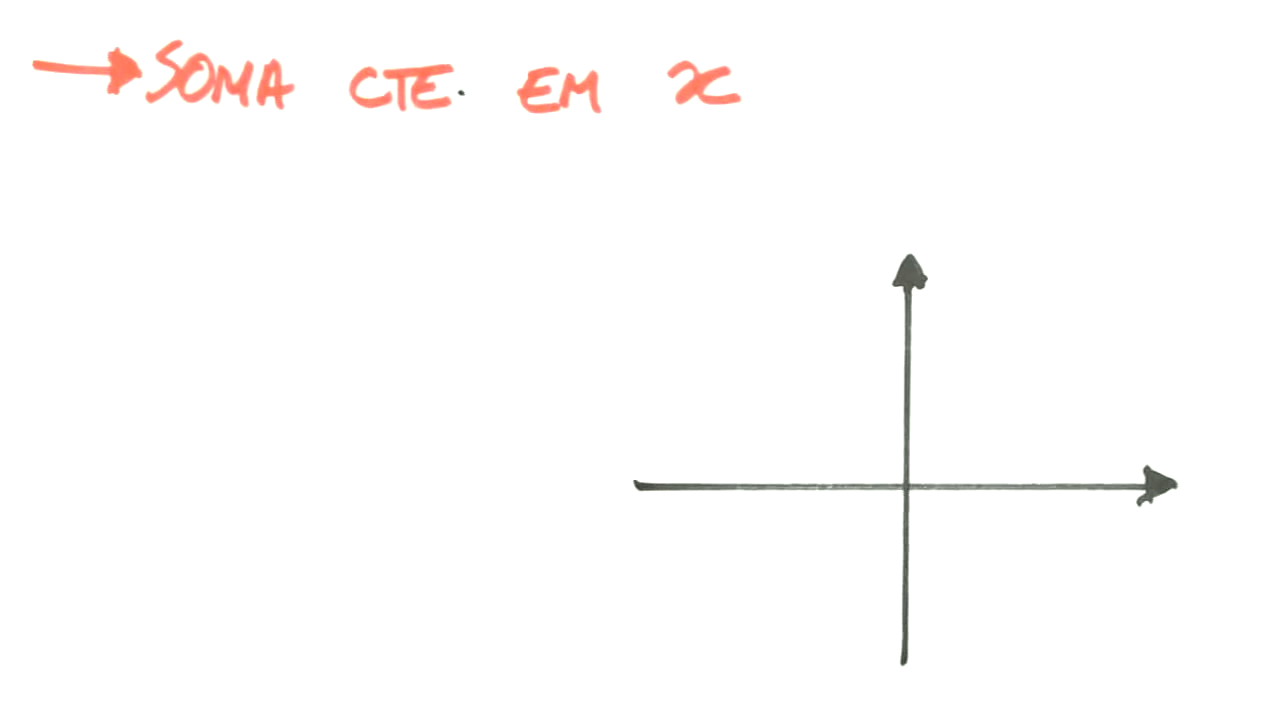 → SOMA CTE. EM x